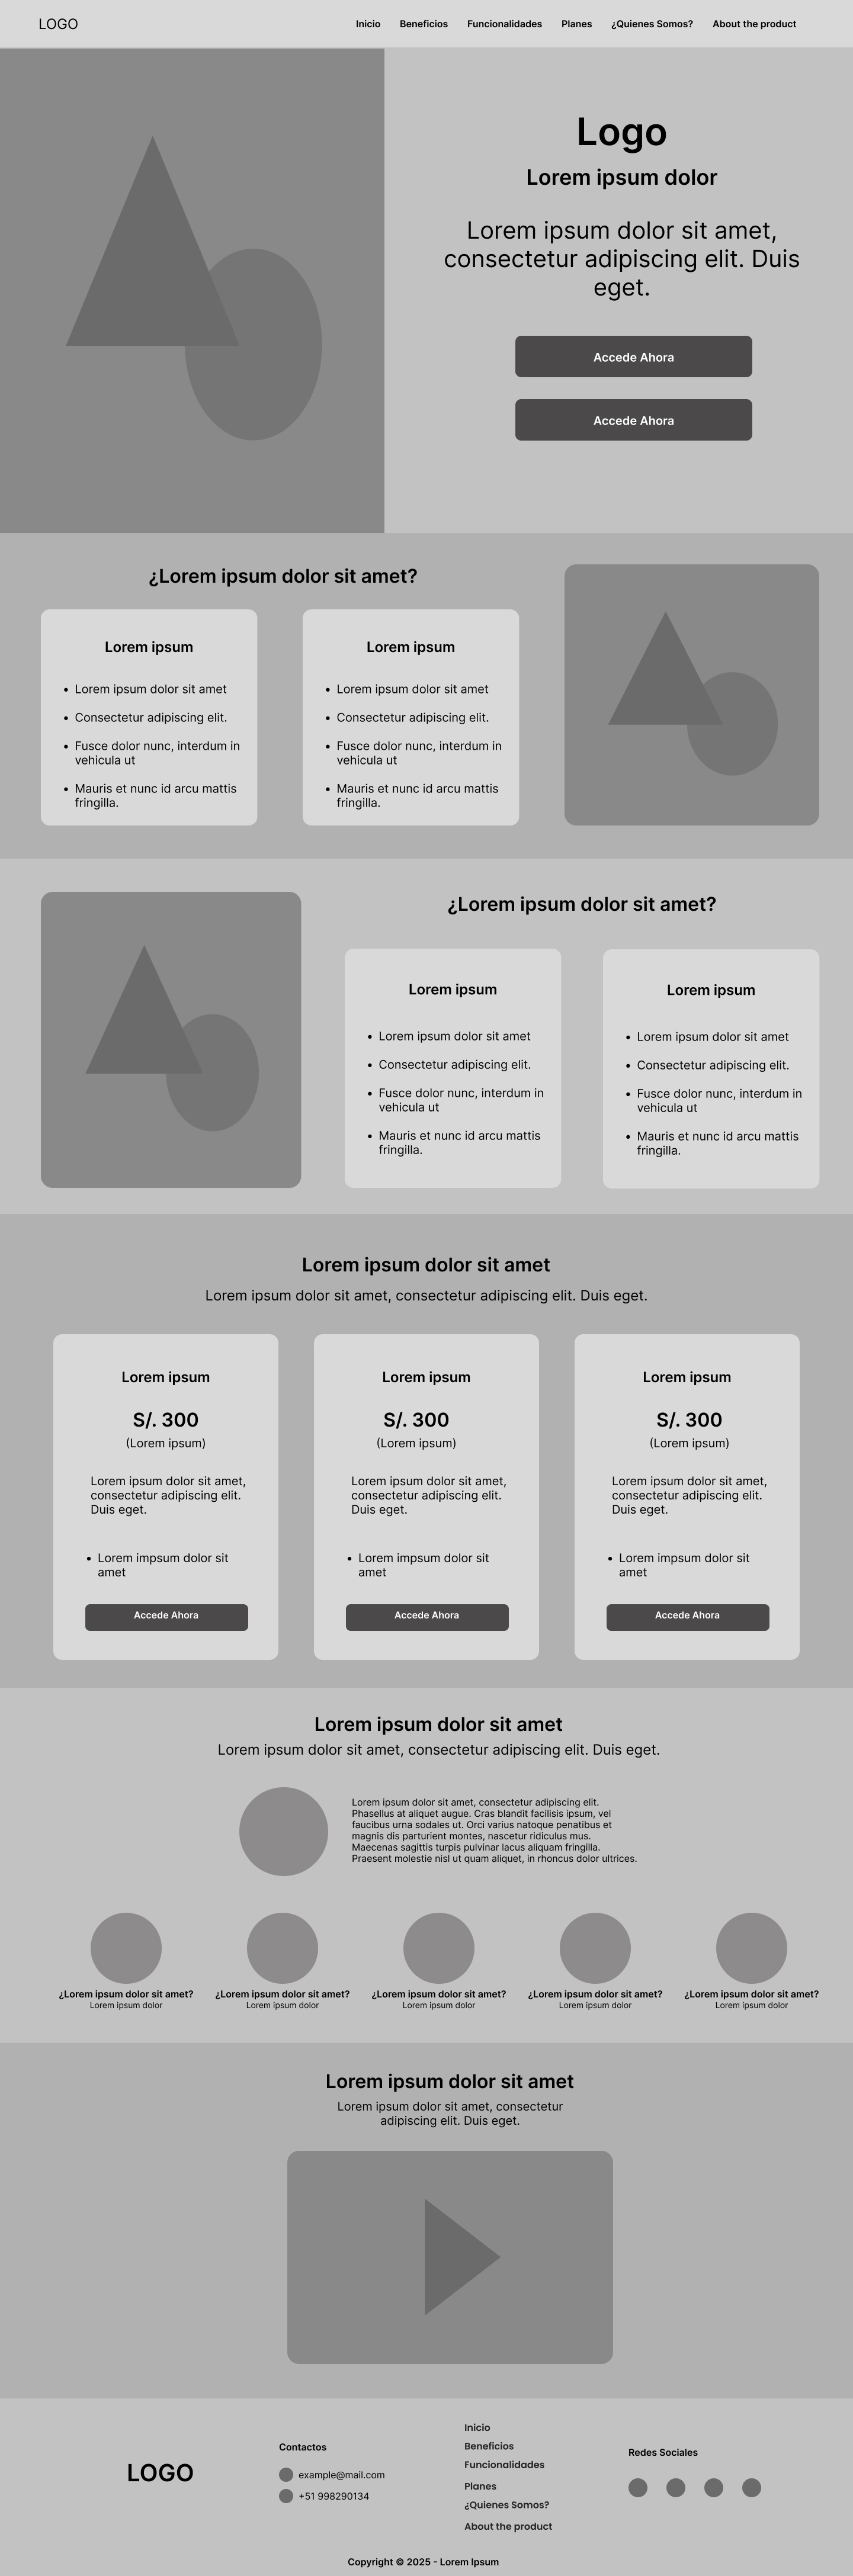 LOGO
Inicio
Beneficios
Funcionalidades
Planes
¿Quienes Somos?
About the product
Logo
Lorem ipsum dolor
Lorem ipsum dolor sit amet,
consectetur adipiscing elit. Duis
eget.
Accede Ahora
Accede Ahora
¿Lorem ipsum dolor sit amet?
Lorem ipsum
• Lorem ipsum dolor sit amet
• Consectetur adipiscing elit.
• Fusce dolor nunc, interdum in
vehicula ut
• Mauris et nunc id arcu mattis
fringilla.
Lorem ipsum
• Lorem ipsum dolor sit amet
• Consectetur adipiscing elit.
• Fusce dolor nunc, interdum in
vehicula ut
• Mauris et nunc id arcu mattis
fringilla.
¿Lorem ipsum dolor sit amet?
Lorem ipsum
• Lorem ipsum dolor sit amet
• Consectetur adipiscing elit.
• Fusce dolor nunc, interdum in
vehicula ut
• Mauris et nunc id arcu mattis
fringilla.
Lorem ipsum
• Lorem ipsum dolor sit amet
• Consectetur adipiscing elit.
• Fusce dolor nunc, interdum in
vehicula ut
• Mauris et nunc id arcu mattis
fringilla.
Lorem ipsum dolor sit amet
Lorem ipsum dolor sit amet, consectetur adipiscing elit. Duis eget.
Lorem ipsum
S/. 300
(Lorem ipsum)
Lorem ipsum dolor sit amet,
consectetur adipiscing elit.
Duis eget.
• Lorem impsum dolor sit
amet
Accede Ahora
Lorem ipsum
S/. 300
(Lorem ipsum)
Lorem ipsum dolor sit amet,
consectetur adipiscing elit.
Duis eget.
• Lorem impsum dolor sit
amet
Accede Ahora
Lorem ipsum
S/. 300
(Lorem ipsum)
Lorem ipsum dolor sit amet,
consectetur adipiscing elit.
Duis eget.
• Lorem impsum dolor sit
amet
Accede Ahora
Lorem ipsum dolor sit amet
Lorem ipsum dolor sit amet, consectetur adipiscing elit. Duis eget.
Lorem ipsum dolor sit amet, consectetur adipiscing elit.
Phasellus at aliquet augue. Cras blandit facilisis ipsum, vel
faucibus urna sodales ut. Orci varius natoque penatibus et
magnis dis parturient montes, nascetur ridiculus mus.
Maecenas sagittis turpis pulvinar lacus aliquam fringilla.
Praesent molestie nisl ut quam aliquet, in rhoncus dolor ultrices.
¿Lorem ipsum dolor sit amet?
Lorem ipsum dolor
¿Lorem ipsum dolor sit amet?
Lorem ipsum dolor
¿Lorem ipsum dolor sit amet?
Lorem ipsum dolor
¿Lorem ipsum dolor sit amet?
Lorem ipsum dolor
¿Lorem ipsum dolor sit amet?
Lorem ipsum dolor
Lorem ipsum dolor sit amet
Lorem ipsum dolor sit amet, consectetur
adipiscing elit. Duis eget.
LOGO
Contactos
example@mail.com
+51 998290134
Inicio
Beneficios
Funcionalidades
Planes
¿Quienes Somos?
About the product
Redes Sociales
Copyright © 2025 - Lorem Ipsum